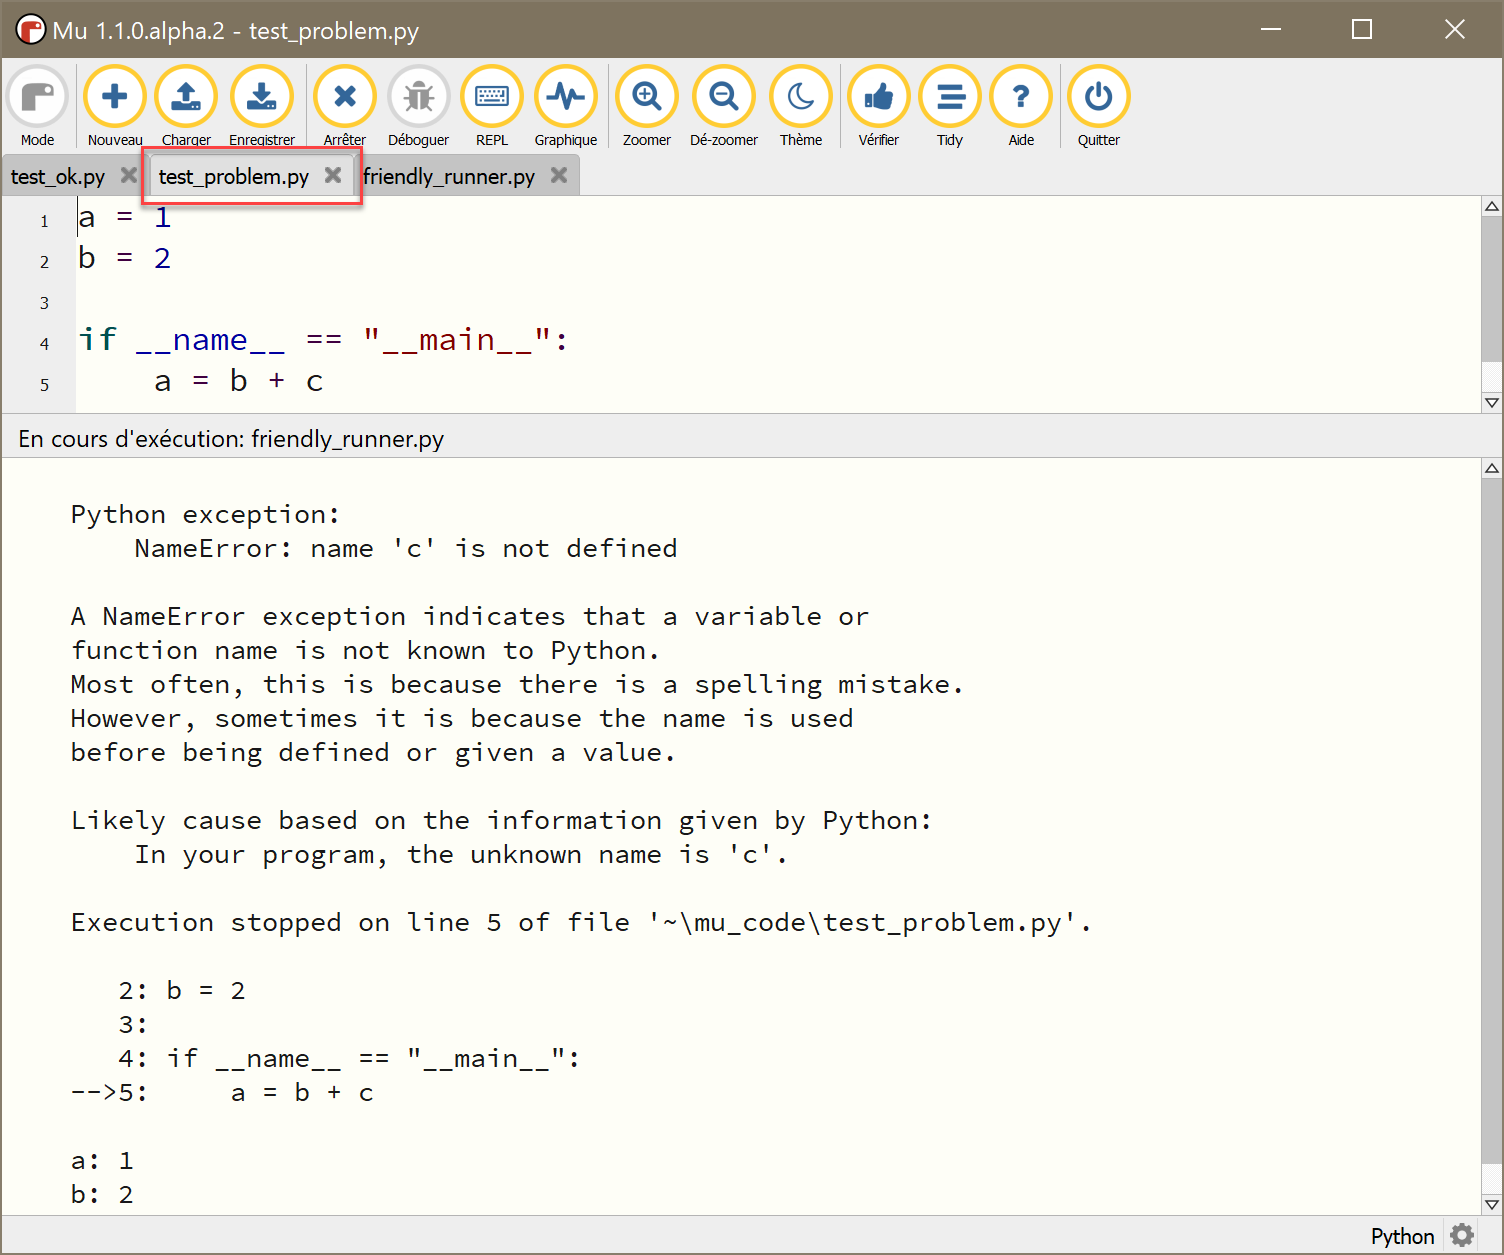 Mu 1.1.0.alpha.2 - test_problem.py
Mode Nouveau Charger Enregistrer Arrêter Déboguer REPL Graphique Zoomer Dé-zoomer Thème Vérifier Tidy Aide Quitter
test_ok.py test_problem.py friendly_runner.py
1 a = 1
2 b = 2
3
4 if __name__ == "__main__":
5     a = b + c
En cours d'exécution: friendly_runner.py
Python exception:
    NameError: name 'c' is not defined
A NameError exception indicates that a variable or
function name is not known to Python.
Most often, this is because there is a spelling mistake.
However, sometimes it is because the name is used
before being defined or given a value.
Likely cause based on the information given by Python:
    In your program, the unknown name is 'c'.
Execution stopped on line 5 of file '~\mu_code\test_problem.py'.
   2: b = 2
   3:
   4: if __name__ == "__main__":
-->5:     a = b + c
a: 1
b: 2
Python